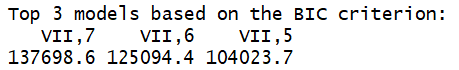 Top 3 models based on the BIC criterion:
VII,7 VII,6 VII,5
137698.6 125094.4 104023.7